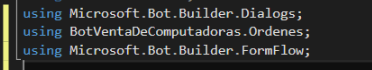 using Microsoft.Bot.Builder.Dialogs;
using BotVentaDeComputadoras.Ordenes;
using Microsoft.Bot.Builder.FormFlow;